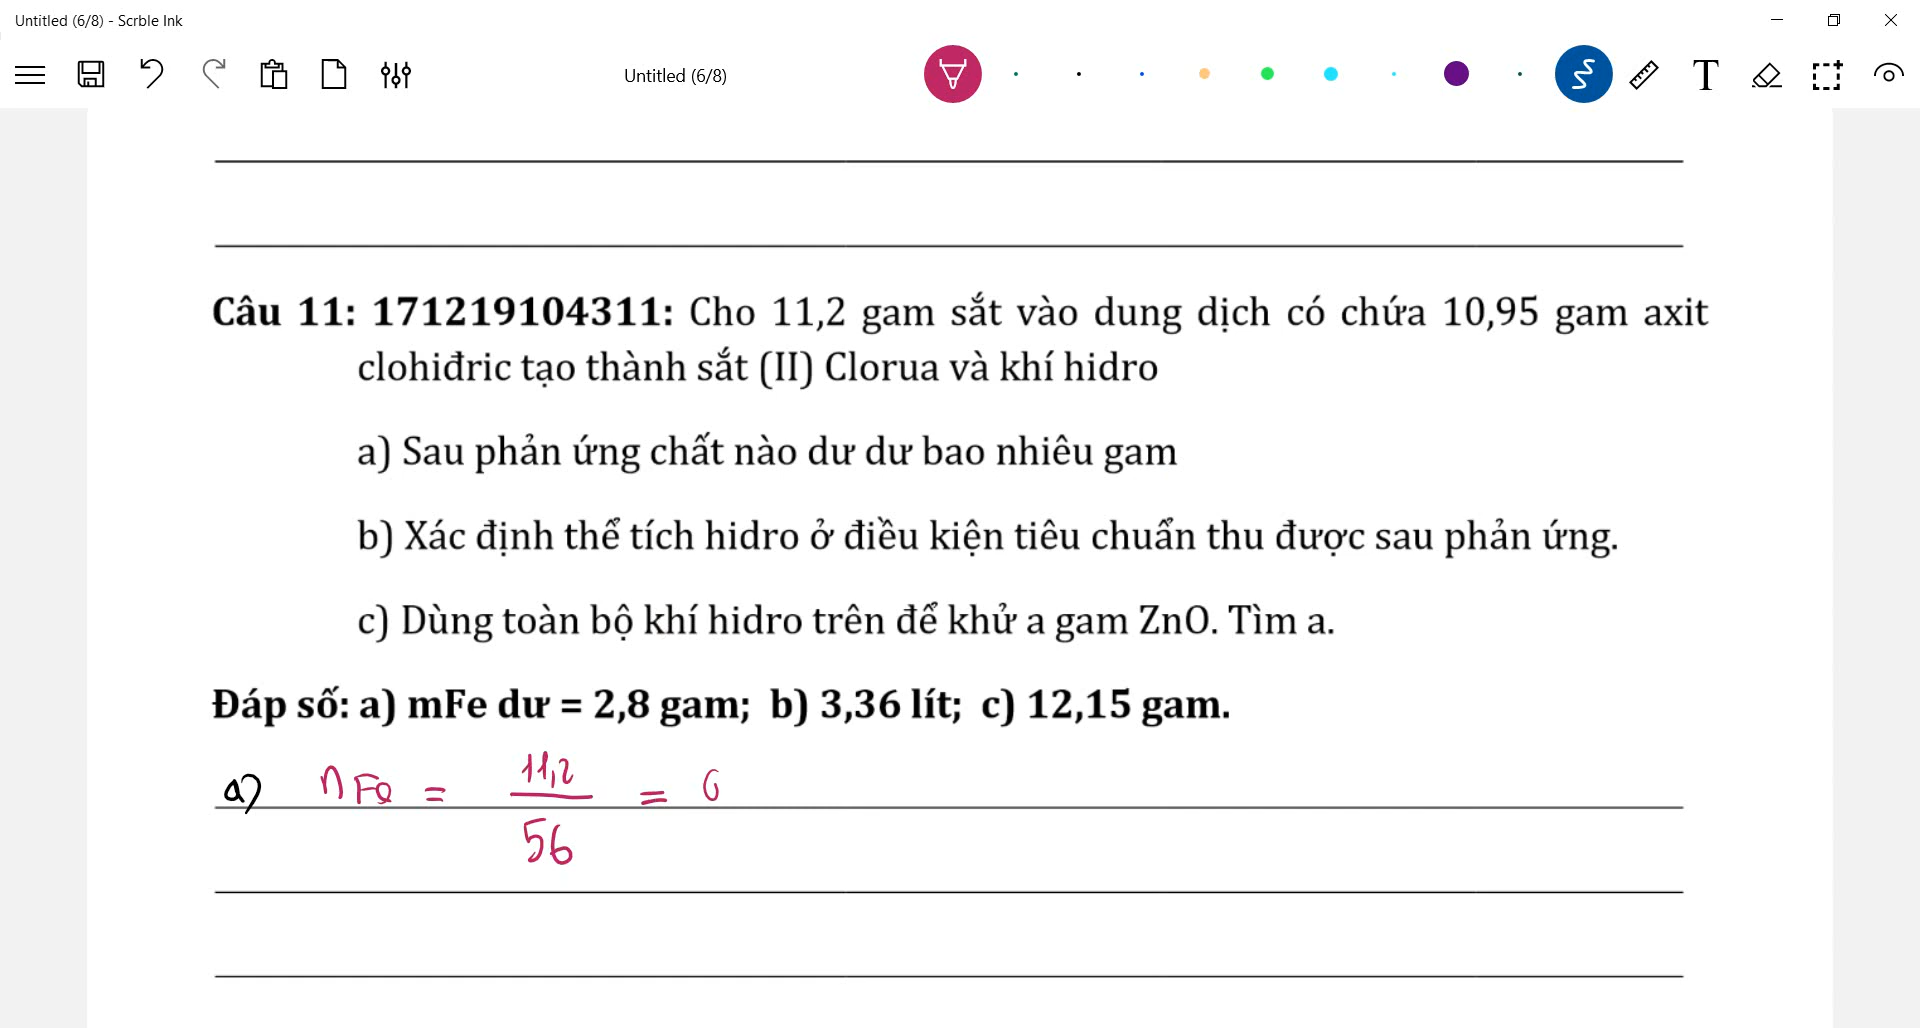 Untitled (6/8) - Scrble Ink
Untitled (6/8)
T
Câu 11: 171219104311: Cho 11,2 gam sắt vào dung dịch có chứa 10,95 gam axit
clohiđric tạo thành sắt (II) Clorua và khí hidro
a) Sau phản ứng chất nào dư dư bao nhiêu gam
b) Xác định thể tích hidro ở điều kiện tiêu chuẩn thu được sau phản ứng.
c) Dùng toàn bộ khí hidro trên để khử a gam ZnO. Tìm a.
Đáp số: a) mFe dư = 2,8 gam; b) 3,36 lít; c) 12,15 gam.
a) nFe = 11,2 / 56 = 0